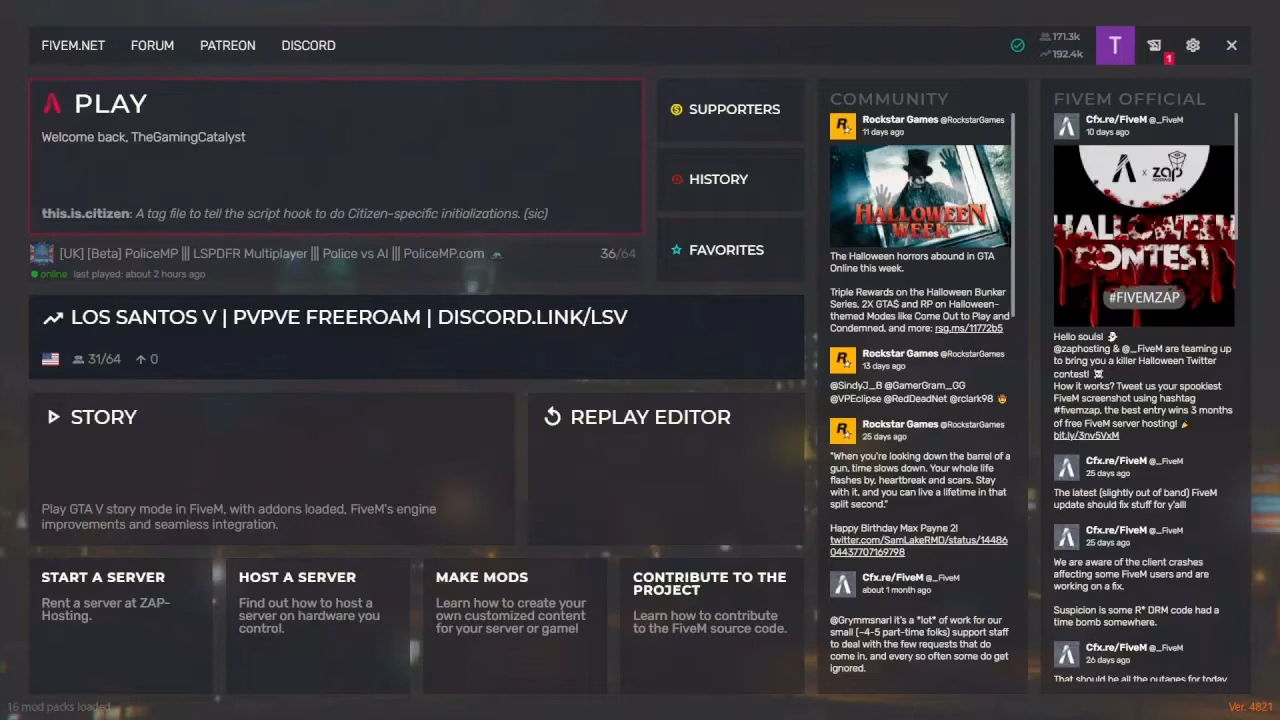 FIVEM.NET FORUM PATREON DISCORD
171.3k
192.4k
T
1
PLAY
Welcome back, TheGamingCatalyst
this.is.citizen: A tag file to tell the script hook to do Citizen-specific initializations. (sic)
[UK] [Beta] PoliceMP ||| LSPDFR Multiplayer ||| Police vs AI ||| PoliceMP.com
36/64
online last played: about 2 hours ago
SUPPORTERS
HISTORY
FAVORITES
LOS SANTOS V | PVPVE FREEROAM | DISCORD.LINK/LSV
31/64 0
STORY
Play GTA V story mode in FiveM, with addons loaded, FiveM's engine
improvements and seamless integration.
REPLAY EDITOR
START A SERVER
Rent a server at ZAP-
Hosting.
HOST A SERVER
Find out how to host a
server on hardware you
control.
MAKE MODS
Learn how to create your
own customized content
for your server or game!
CONTRIBUTE TO THE
PROJECT
Learn how to contribute
to the FiveM source code.
COMMUNITY
Rockstar Games @RockstarGames
11 days ago
HALLOWEEN
WEEK
The Halloween horrors abound in GTA
Online this week.
Triple Rewards on the Halloween Bunker
Series, 2X GTA$ and RP on Halloween-
themed Modes like Come Out to Play and
Condemned, and more: rsg.ms/11772b5
Rockstar Games @RockstarGames
13 days ago
@SindyJ_B @GamerGram_GG
@VPEclipse @RedDeadNet @rclark98
Rockstar Games @RockstarGames
25 days ago
"When you're looking down the barrel of a
gun, time slows down. Your whole life
flashes by, heartbreak and scars. Stay
with it, and you can live a lifetime in that
split second."
Happy Birthday Max Payne 2!
twitter.com/SamLakeRMD/status/14486
04437707169798
Cfx.re/FiveM @_FiveM
about 1 month ago
@Grymmsnarl it's a *lot* of work for our
small (~4-5 part-time folks) support staff
to deal with the few requests that do
come in, and every so often some do get
ignored.
FIVEM OFFICIAL
Cfx.re/FiveM @_FiveM
10 days ago
x ZAP
HALLOWEEN
CONTEST
#FIVEMZAP
Hello souls!
@zaphosting & @_FiveM are teaming up
to bring you a killer Halloween Twitter
contest!
How it works? Tweet us your spookiest
FiveM screenshot using hashtag
#fivemzap, the best entry wins 3 months
of free FiveM server hosting!
bit.ly/3nv5VxM
Cfx.re/FiveM @_FiveM
25 days ago
The latest (slightly out of band) FiveM
update should fix stuff for y'all!
Cfx.re/FiveM @_FiveM
25 days ago
We are aware of the client crashes
affecting some FiveM users and are
working on a fix.
Suspicion is some R* DRM code had a
time bomb somewhere.
Cfx.re/FiveM @_FiveM
26 days ago
That should be all the outages for today
16 mod packs loaded
Ver. 4821